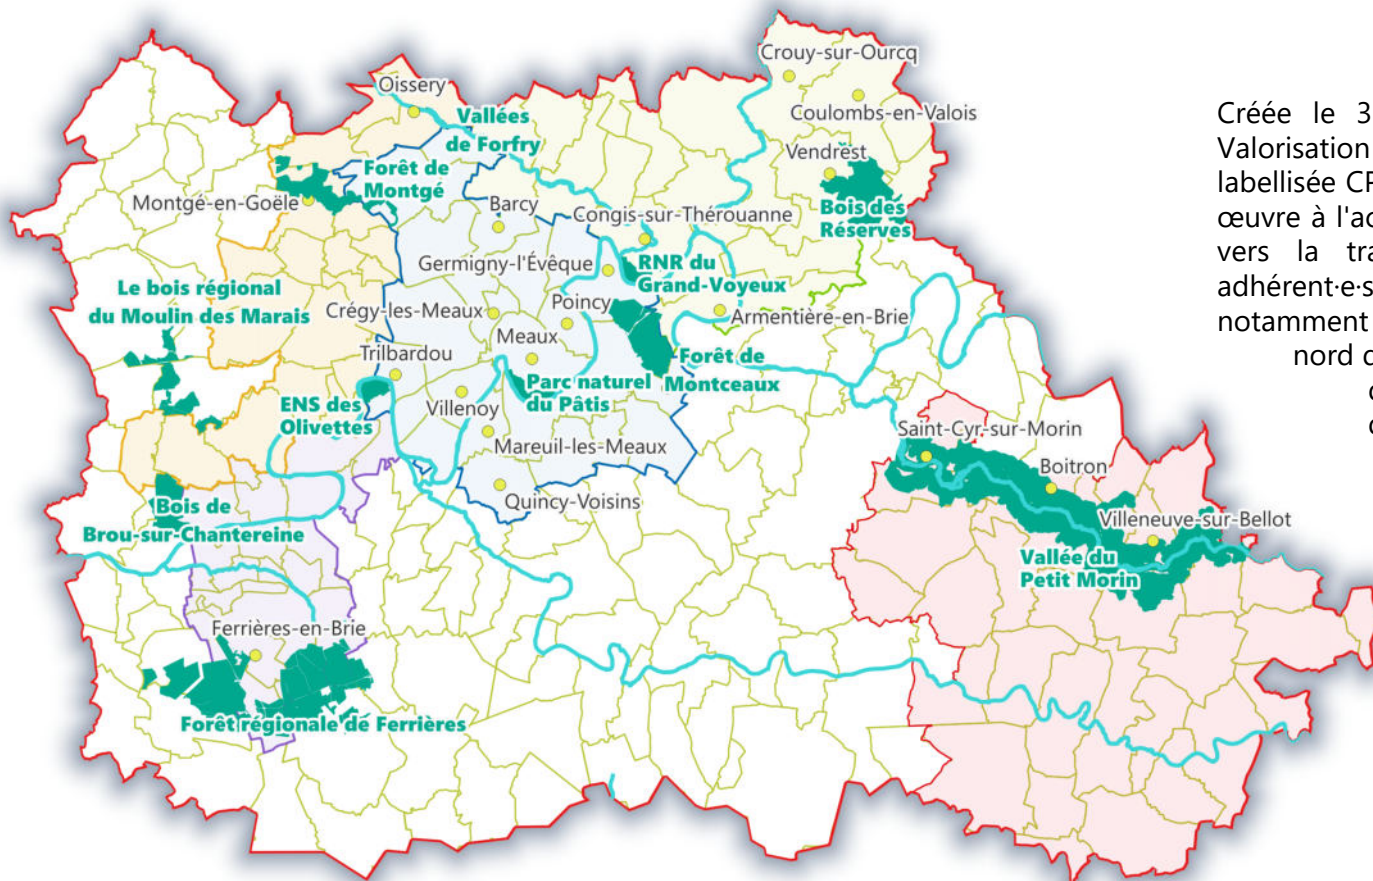 Crouy-sur-Ourcq
Oissery
Coulombs-en-Valois
Vallées
de Forfry
Vendrest
Forêt de
Montgé
Montgé-en-Goële
Barcy
Congis-sur-Thérouanne
Bois des
Réserves
Germigny-l'Évêque
RNR du
Grand-Voyeux
Le bois régional
du Moulin des Marais
Crégy-les-Meaux
Poincy
Armentière-en-Brie
Meaux
Trilbardou
Forêt de
Montceaux
Parc naturel
du Pâtis
ENS des
Olivettes
Villenoy
Mareuil-les-Meaux
Saint-Cyr-sur-Morin
Boitron
Quincy-Voisins
Bois de
Brou-sur-Chantereine
Villeneuve-sur-Bellot
Vallée du
Petit Morin
Ferrières-en-Brie
Forêt régionale de Ferrières
Créée le 3
Valorisation
labellisée
œuvre à
vers la
adhérent·e·s
notamment
nord